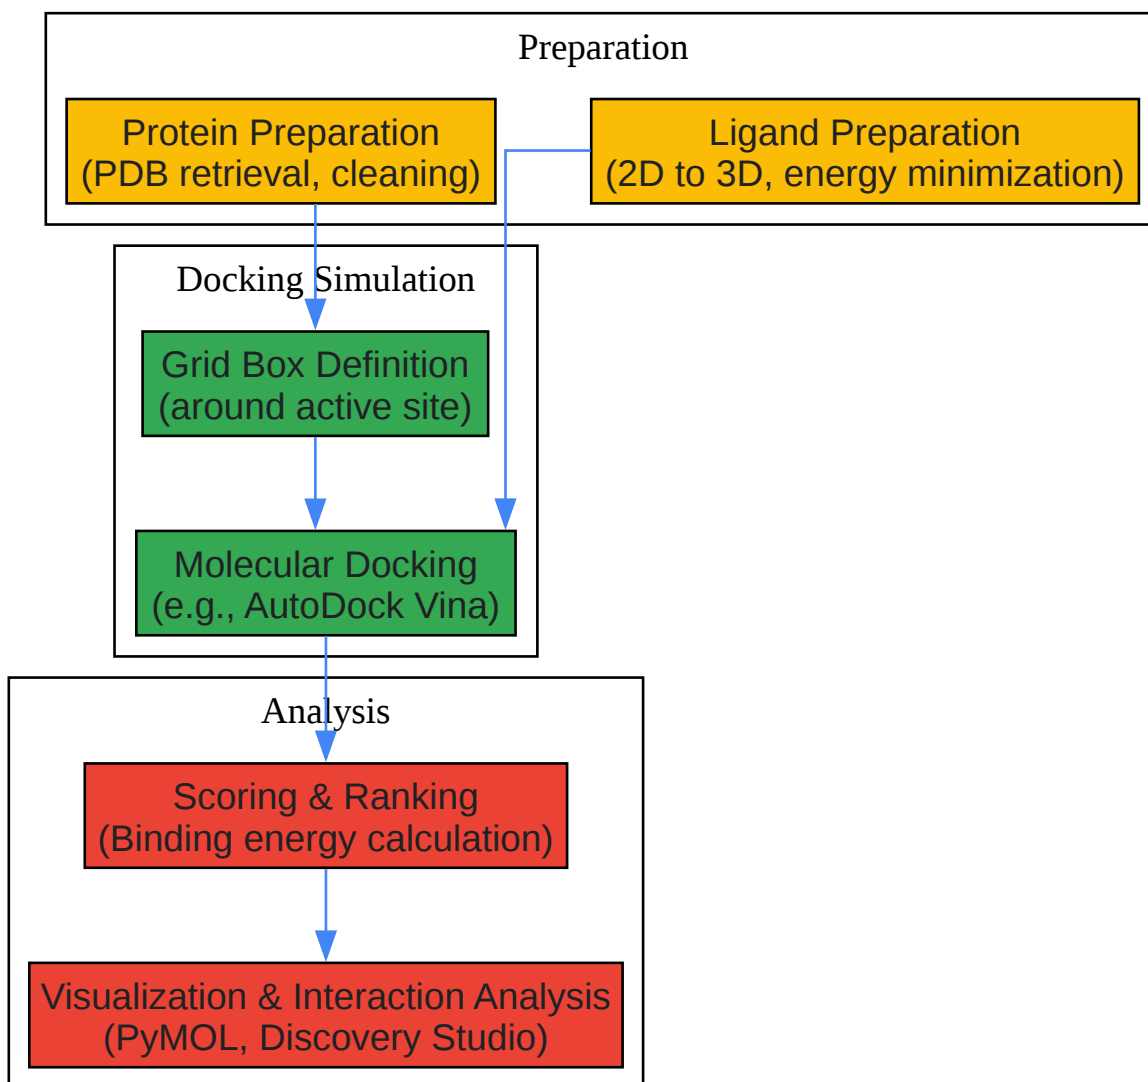 Preparation
Protein Preparation
(PDB retrieval, cleaning)
Ligand Preparation
(2D to 3D, energy minimization)
Docking Simulation
Grid Box Definition
(around active site)
Molecular Docking
(e.g., AutoDock Vina)
Analysis
Scoring & Ranking
(Binding energy calculation)
Visualization & Interaction Analysis
(PyMOL, Discovery Studio)